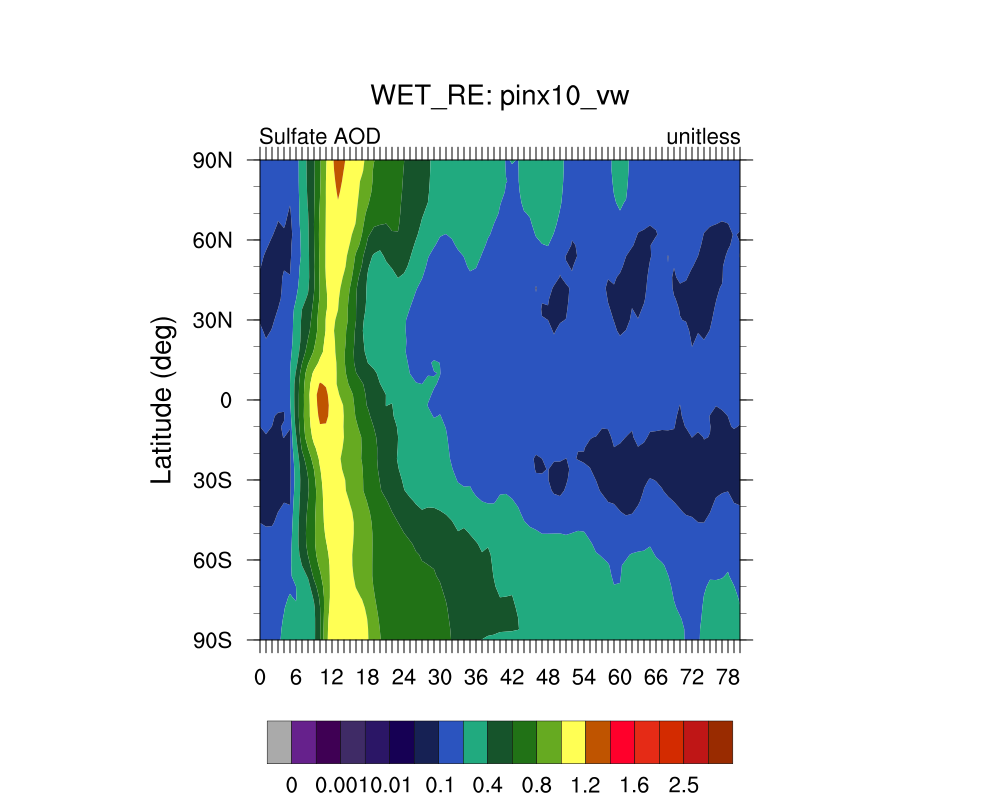 WET_RE: pinx10_vw
Sulfate AOD unitless
90N
60N
30N
0
30S
60S
90S
Latitude (deg)
0 6 12 18 24 30 36 42 48 54 60 66 72 78
0 0.001 0.01 0.1 0.4 0.8 1.2 1.6 2.5